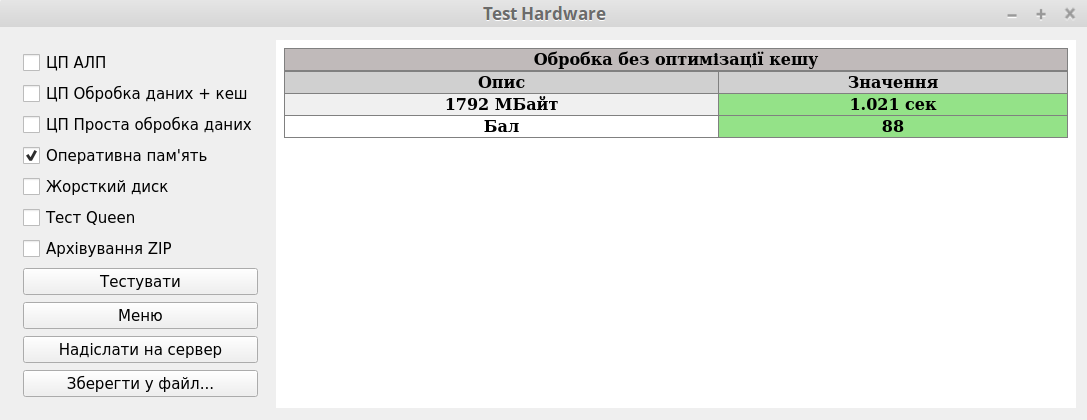 Test Hardware
ЦП АЛП
ЦП Обробка даних + кеш
ЦП Проста обробка даних
Оперативна пам'ять
Жорсткий диск
Тест Queen
Архівування ZIP
Тестувати
Меню
Надіслати на сервер
Зберегти у файл...
Обробка без оптимізації кешу
Опис Значення
1792 МБайт 1.021 сек
Бал 88